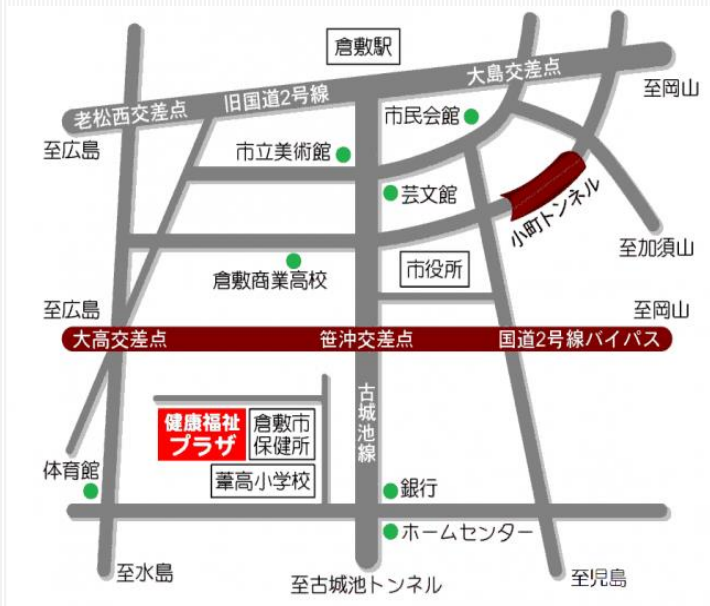 倉敷駅
大島交差点
至岡山
旧国道2号線
老松西交差点
至広島
市民会館
市立美術館
芸文館
小町トンネル
至加須山
市役所
倉敷商業高校
至広島
至岡山
大高交差点
笹沖交差点
国道2号線バイパス
古城池線
健康福祉
プラザ
倉敷市
保健所
葦高小学校
体育館
銀行
ホームセンター
至水島
至古城池トンネル
至児島